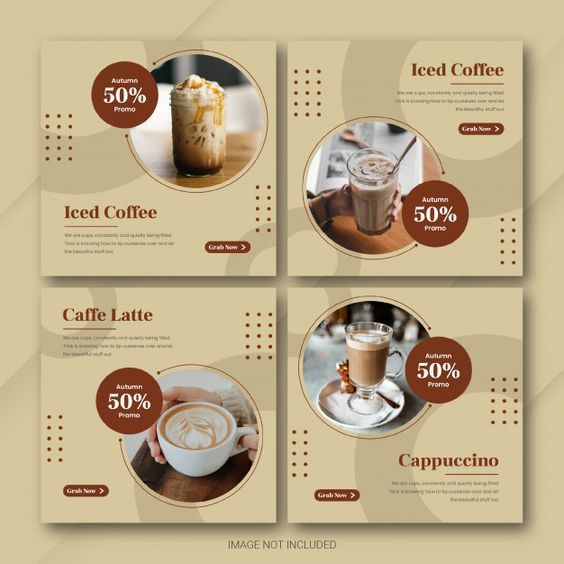 Autumn
50%
Promo
Iced Coffee
We are cups, constantly and quietly being filled
Trick is knowing how to tip ourselves over and let
the beautiful stuff out
Grab Now
Iced Coffee
We are cups, constantly and quietly being filled
Trick is knowing how to tip ourselves over and let
the beautiful stuff out
Grab Now
Autumn
50%
Promo
Caffe Latte
We are cups, constantly and quietly being filled
Trick is knowing how to tip ourselves over and let
the beautiful stuff out
Autumn
50%
Promo
Grab Now
Autumn
50%
Promo
Cappuccino
We are cups, constantly and quietly being filled
Trick is knowing how to tip ourselves over and let
the beautiful stuff out
Grab Now
IMAGE NOT INCLUDED